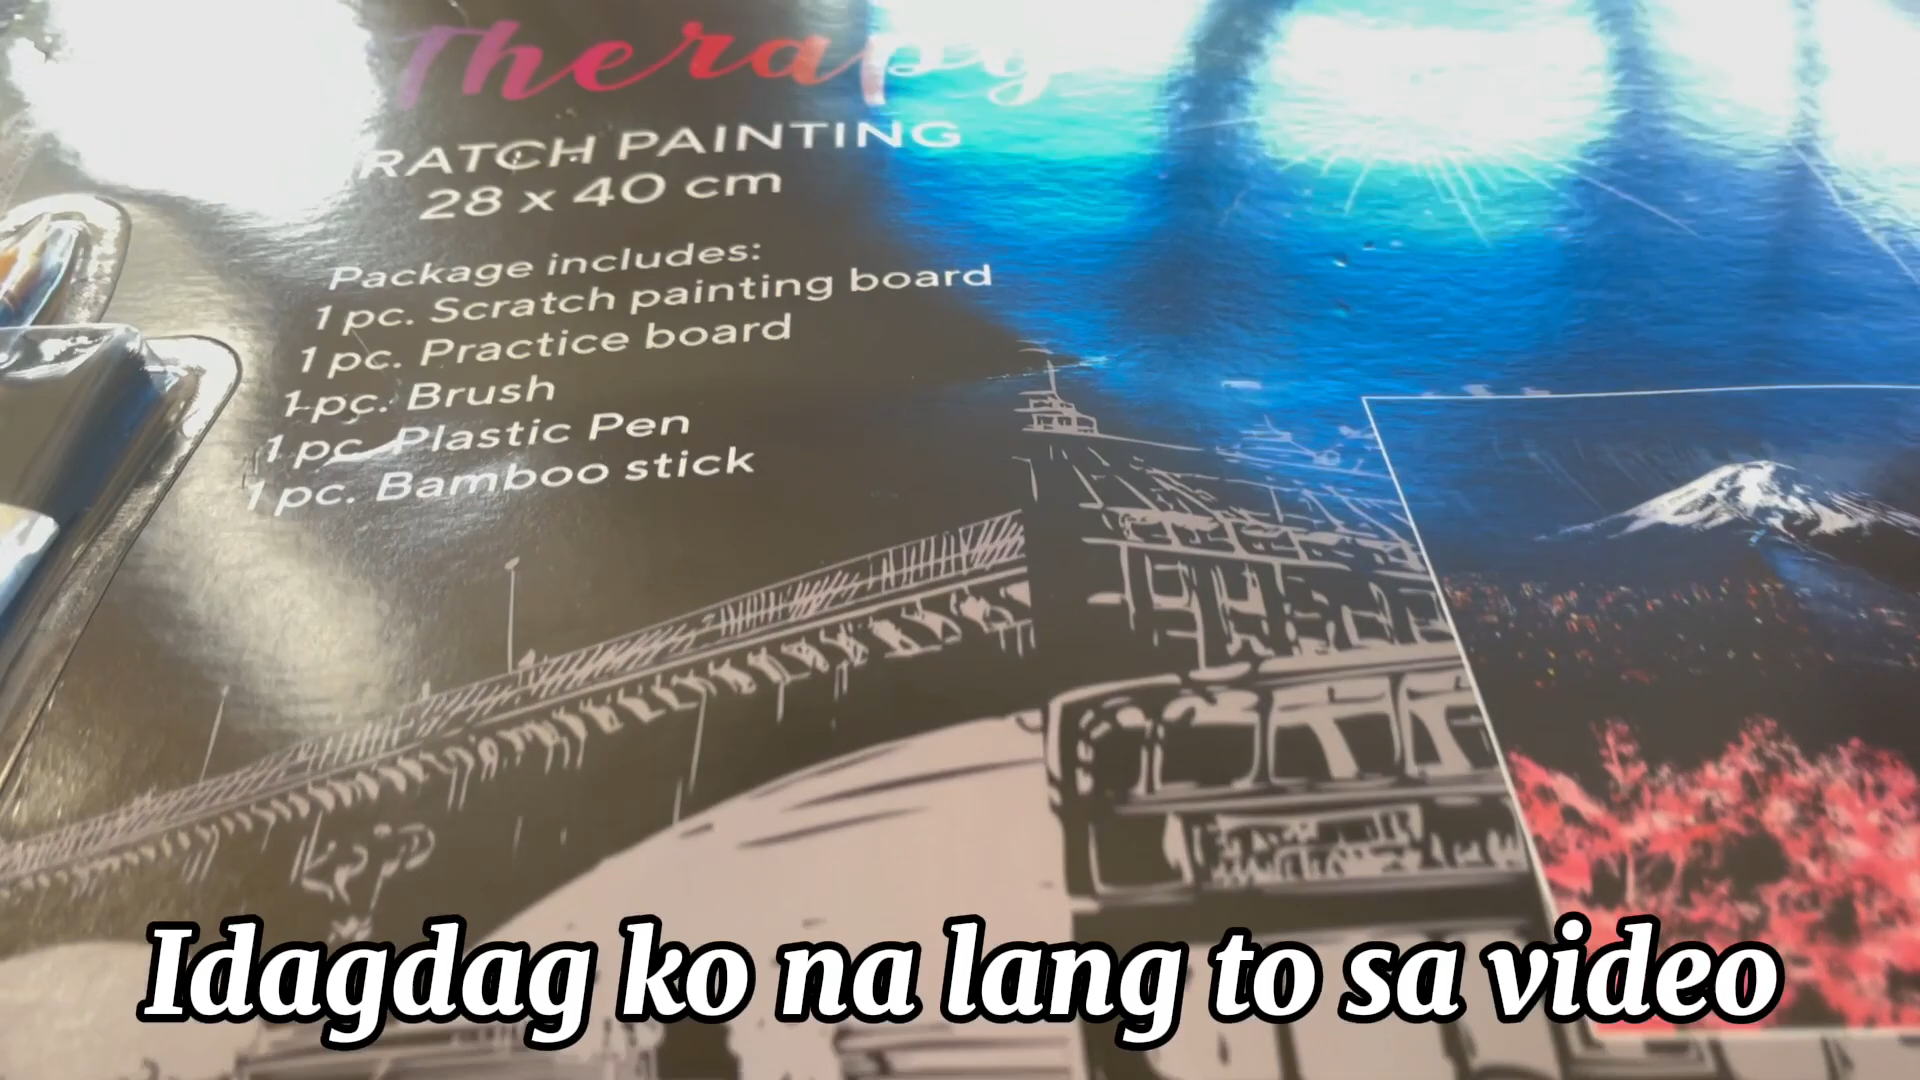 Therapy
RATCH PAINTING
28 x 40 cm
Package includes:
1 pc. Scratch painting board
1 pc. Practice board
1 pc. Brush
1 pc. Plastic Pen
1 pc. Bamboo stick
Idagdag ko na lang to sa video